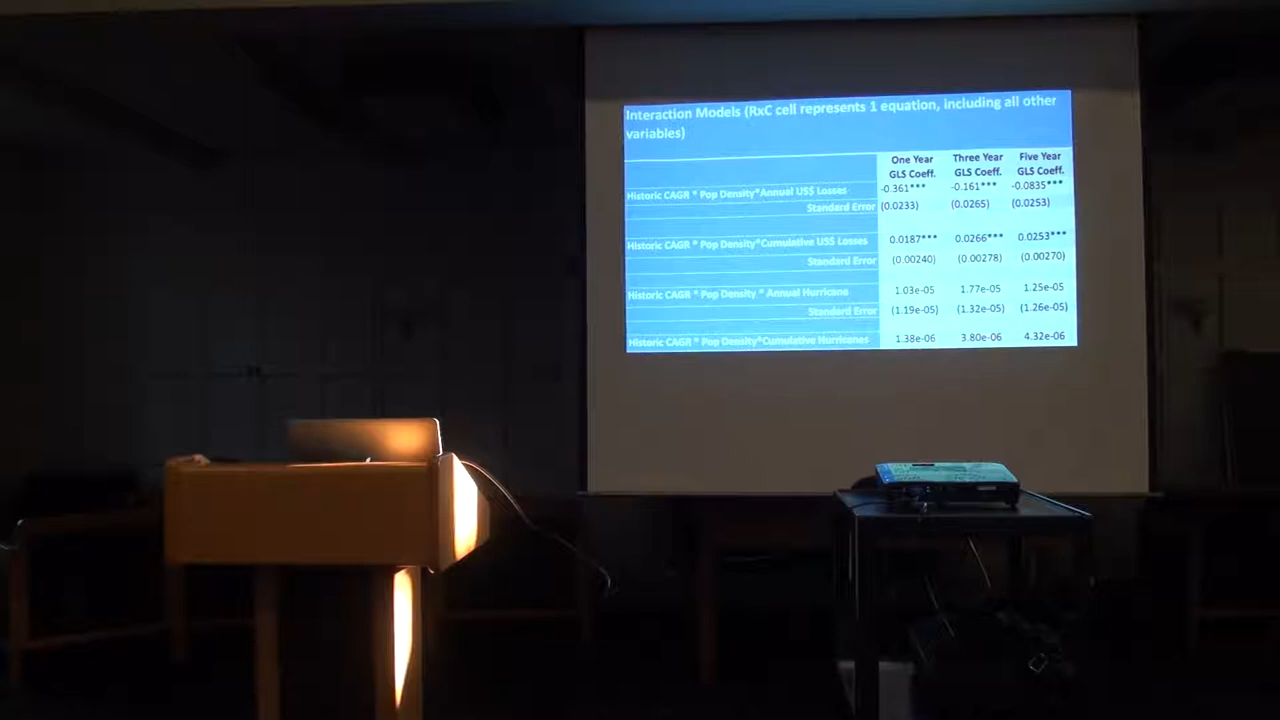 Interaction Models (RxC cell represents 1 equation, including all other
variables)
One Year Three Year Five Year
GLS Coeff. GLS Coeff. GLS Coeff.
Historic CAGR * Pop Density*Annual US$ Losses -0.361*** -0.161*** -0.0835***
Standard Error (0.0233) (0.0265) (0.0253)
Historic CAGR * Pop Density*Cumulative US$ Losses 0.0187*** 0.0266*** 0.0253***
Standard Error (0.00240) (0.00278) (0.00270)
Historic CAGR * Pop Density * Annual Hurricane 1.03e-05 1.77e-05 1.25e-05
Standard Error (1.19e-05) (1.32e-05) (1.26e-05)
Historic CAGR * Pop Density*Cumulative Hurricanes 1.38e-06 3.80e-06 4.32e-06